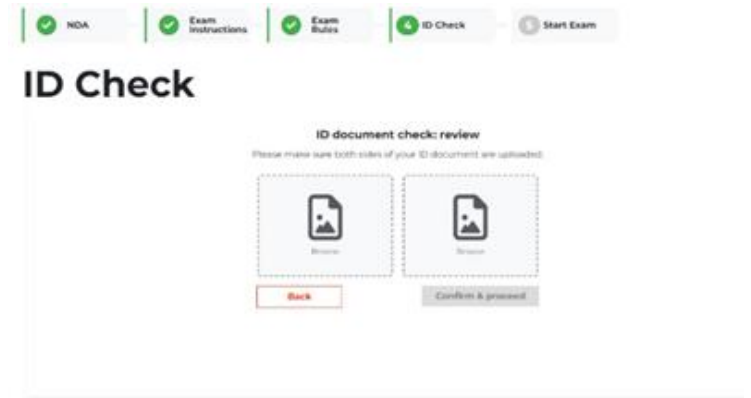 NDA
Exam
Instructions
Exam
Rules
4 ID Check
5 Start Exam
ID Check
ID document check: review
Please make sure both sides of your ID document are uploaded.
Browse
Browse
Back
Confirm & proceed